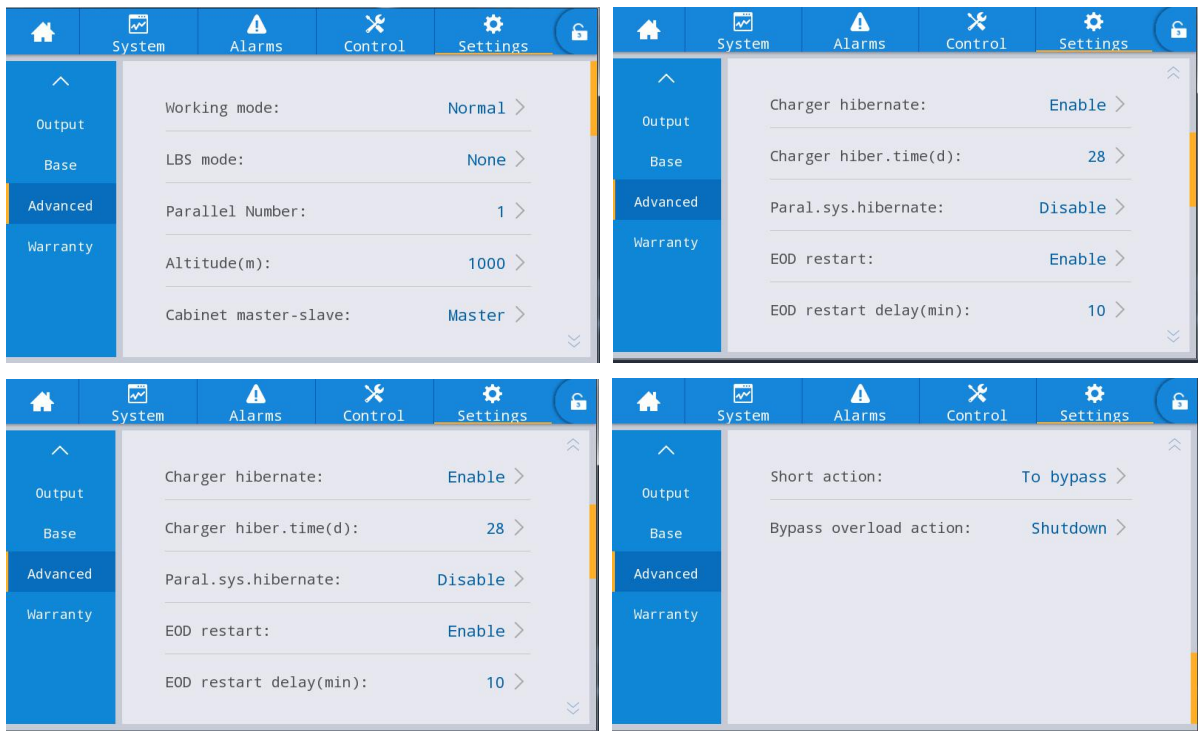 System Alarms Control Settings
Output
Base
Advanced
Warranty
Working mode: Normal
LBS mode: None
Parallel Number: 1
Altitude(m): 1000
Cabinet master-slave: Master
System Alarms Control Settings
Output
Base
Advanced
Warranty
Charger hibernate: Enable
Charger hiber.time(d): 28
Paral.sys.hibernate: Disable
EOD restart: Enable
EOD restart delay(min): 10
System Alarms Control Settings
Output
Base
Advanced
Warranty
Charger hibernate: Enable
Charger hiber.time(d): 28
Paral.sys.hibernate: Disable
EOD restart: Enable
EOD restart delay(min): 10
System Alarms Control Settings
Output
Base
Advanced
Warranty
Short action: To bypass
Bypass overload action: Shutdown